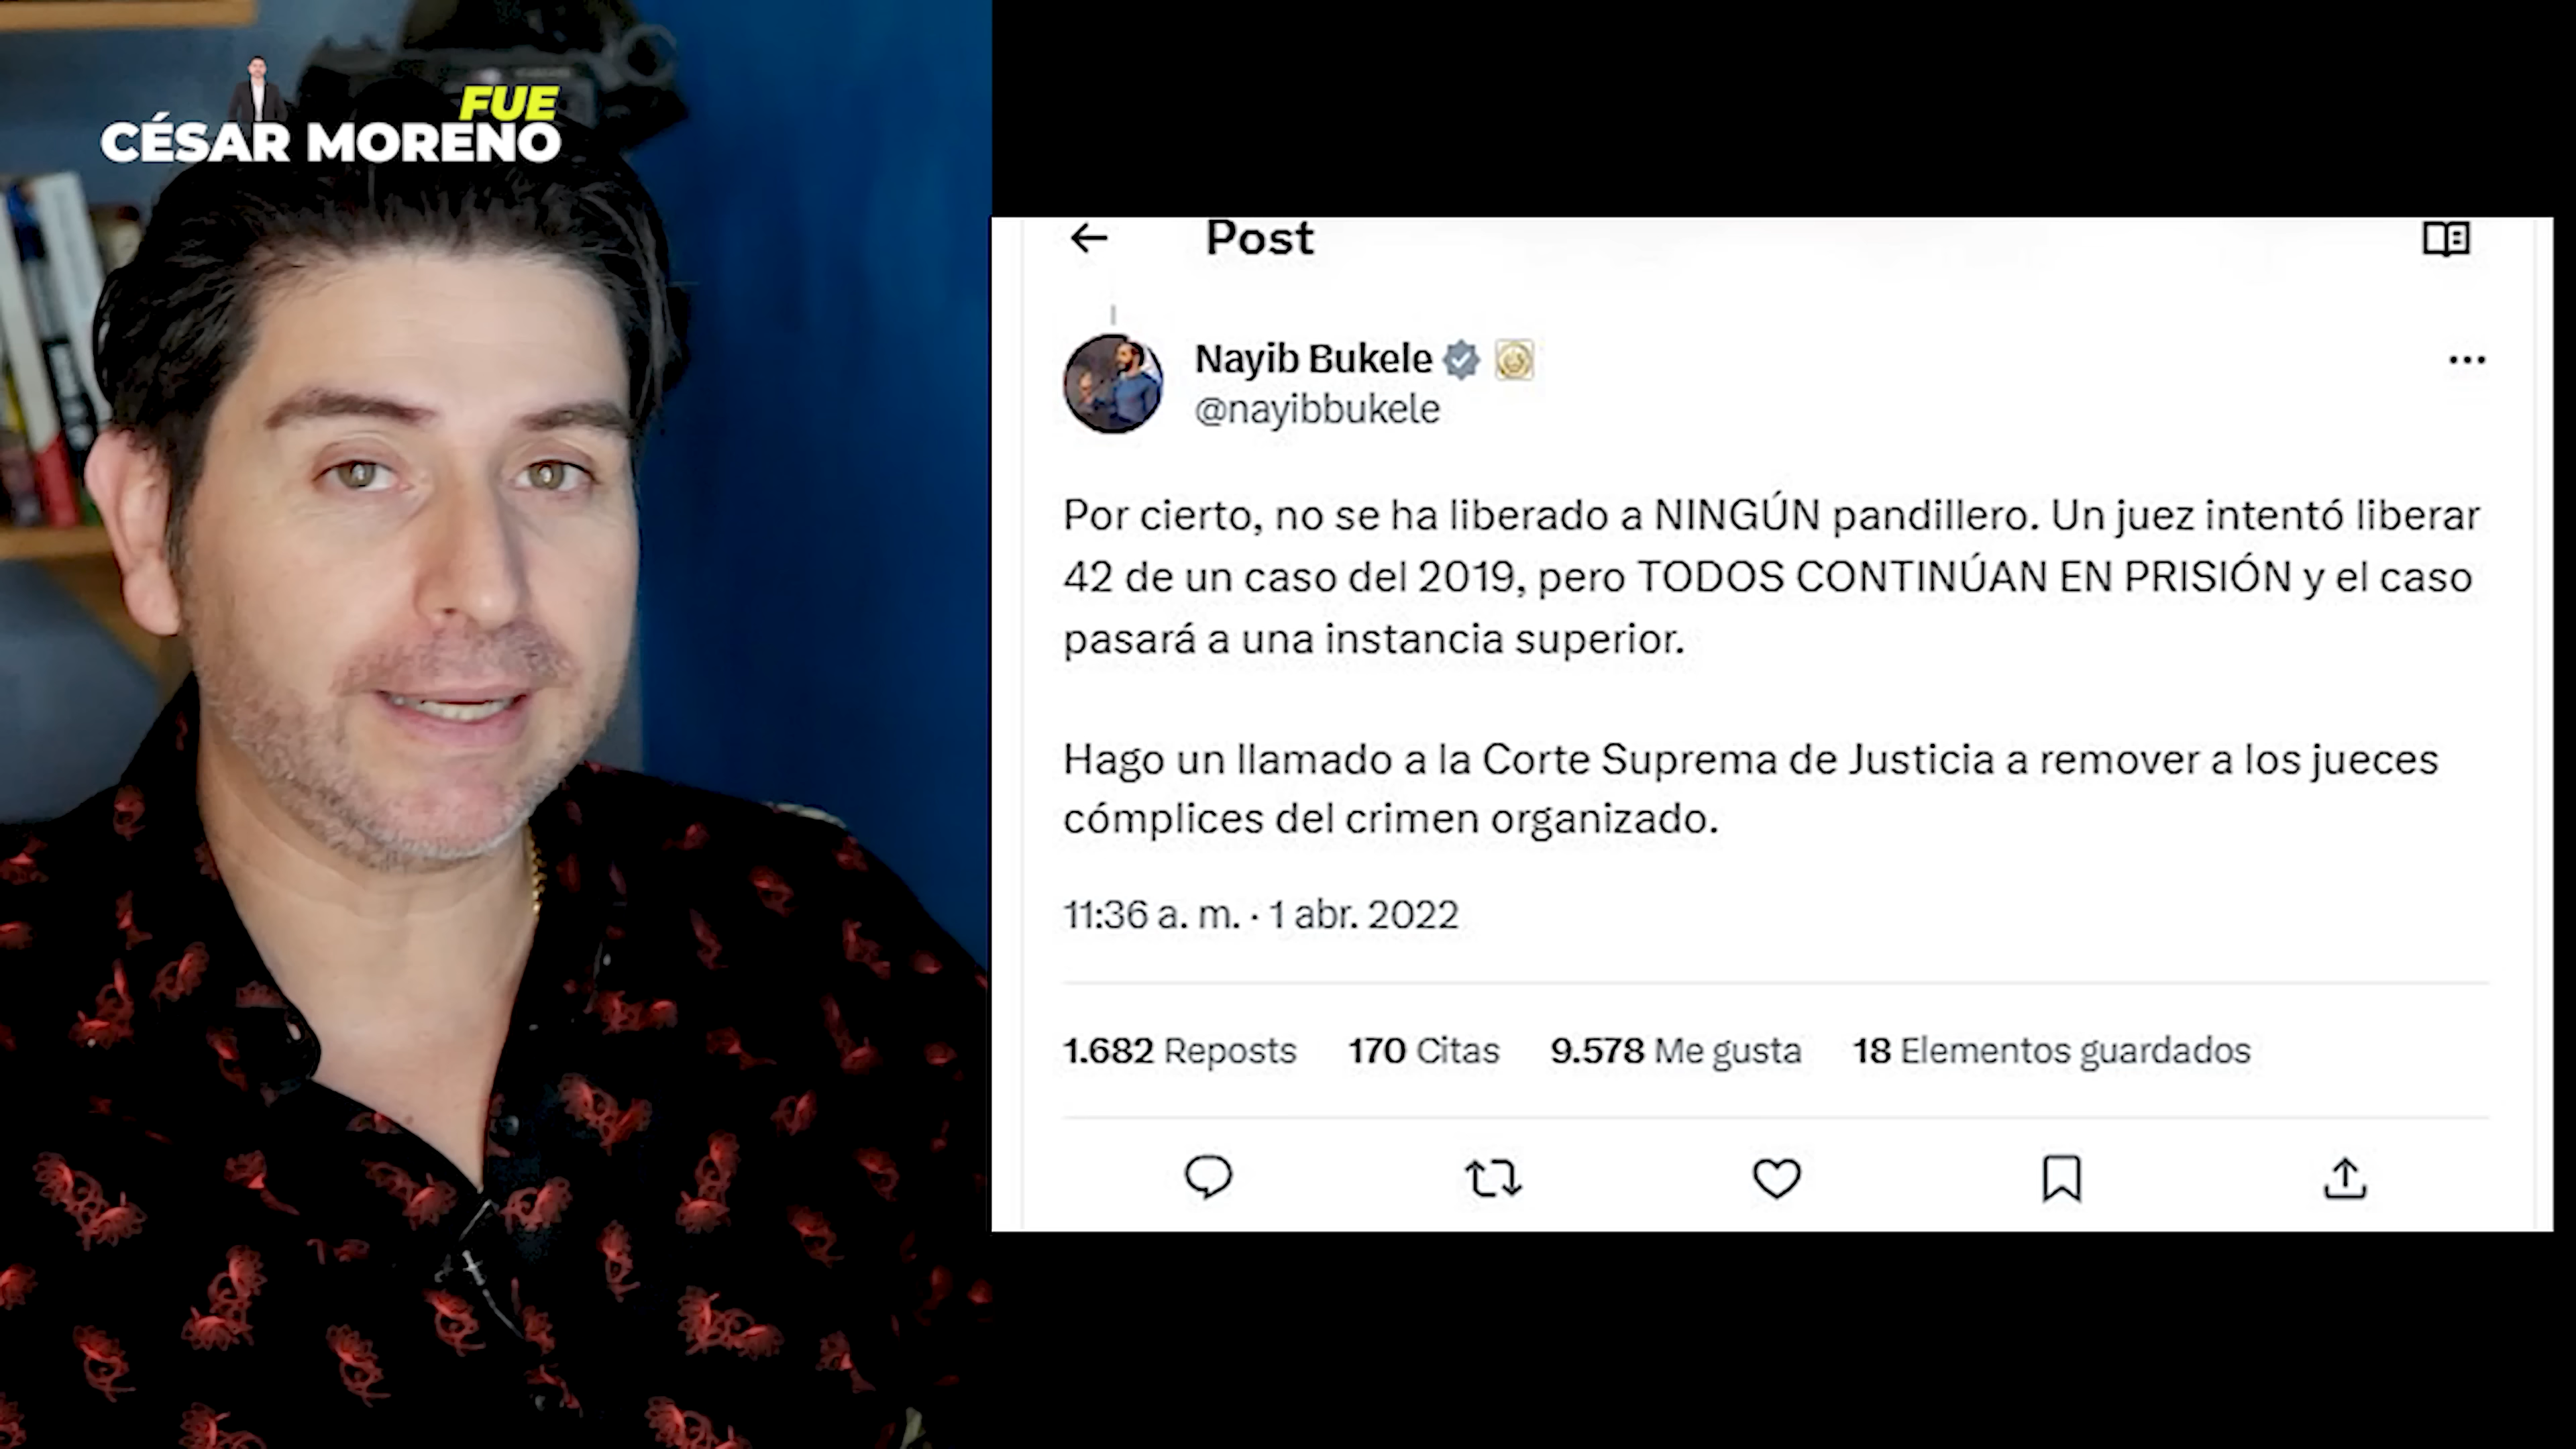 FUE
CÉSAR MORENO
Post
Nayib Bukele
@nayibbukele
Por cierto, no se ha liberado a NINGÚN pandillero. Un juez intentó liberar
42 de un caso del 2019, pero TODOS CONTINÚAN EN PRISIÓN y el caso
pasará a una instancia superior.
Hago un llamado a la Corte Suprema de Justicia a remover a los jueces
cómplices del crimen organizado.
11:36 a. m. · 1 abr. 2022
1.682 Reposts 170 Citas 9.578 Me gusta 18 Elementos guardados